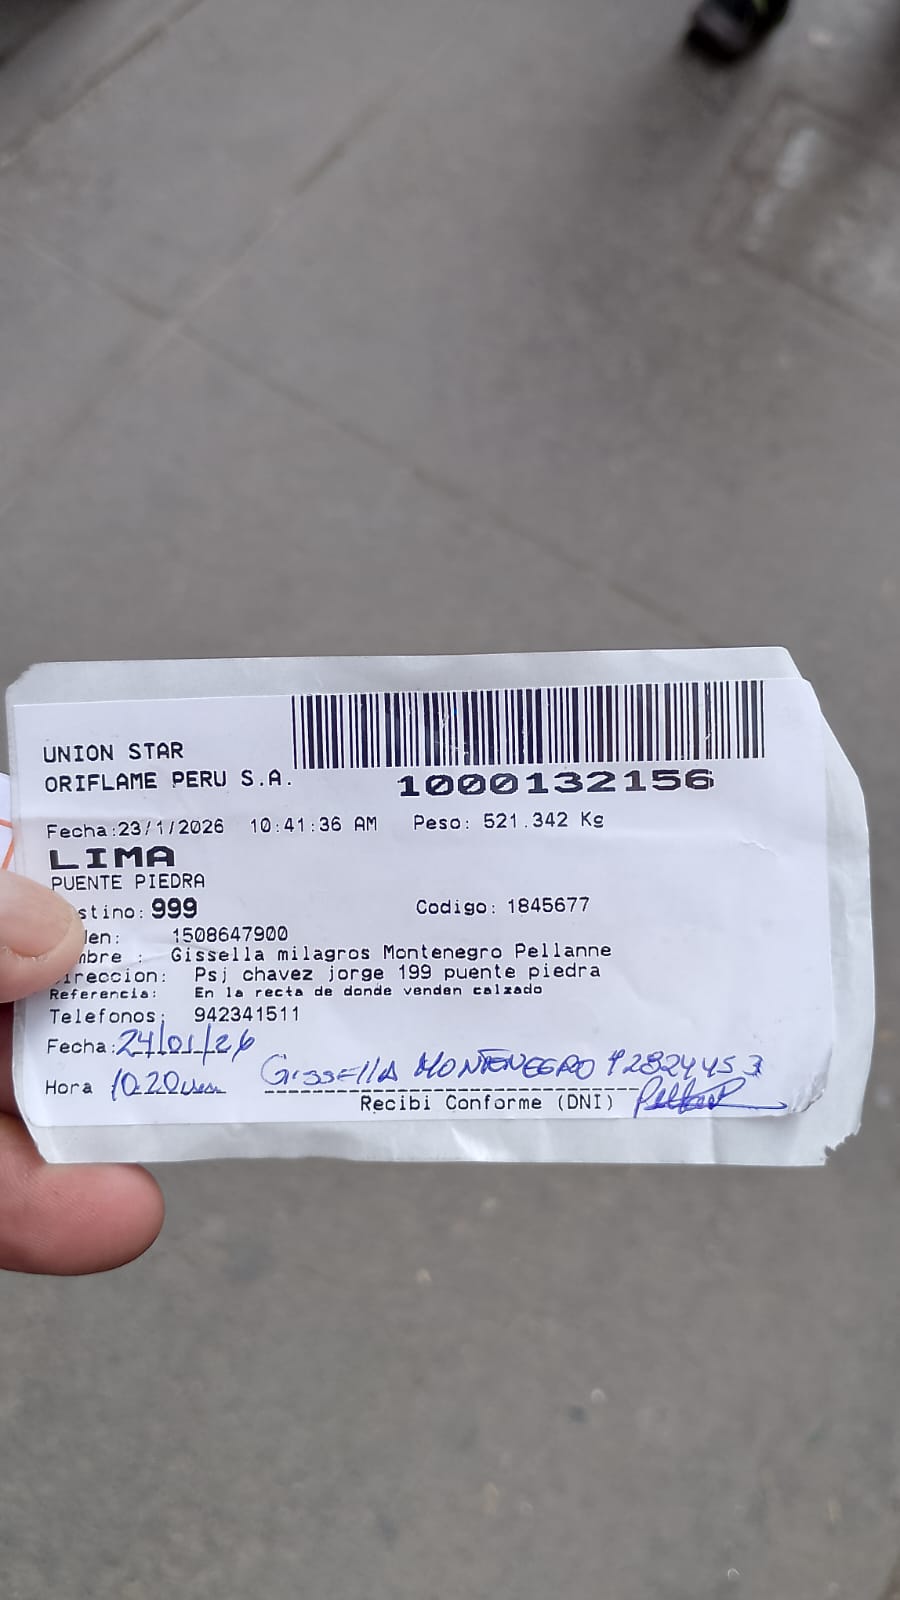 UNION STAR
ORIFLAME PERU S.A.
1000132156
Fecha:23/1/2026 10:41:36 AM Peso: 521.342 Kg
LIMA
PUENTE PIEDRA
stino: 999 Codigo: 1845677
den: 1508647900
mbre : Gissella milagros Montenegro Pellanne
ireccion: Psj chavez jorge 199 puente piedra
Referencia: En la recta de donde venden calzado
Telefonos: 942341511
Fecha: 24/01/26
GISSEllA MONTENEGRO
Hora 10:20
Recibi Conforme (DNI)